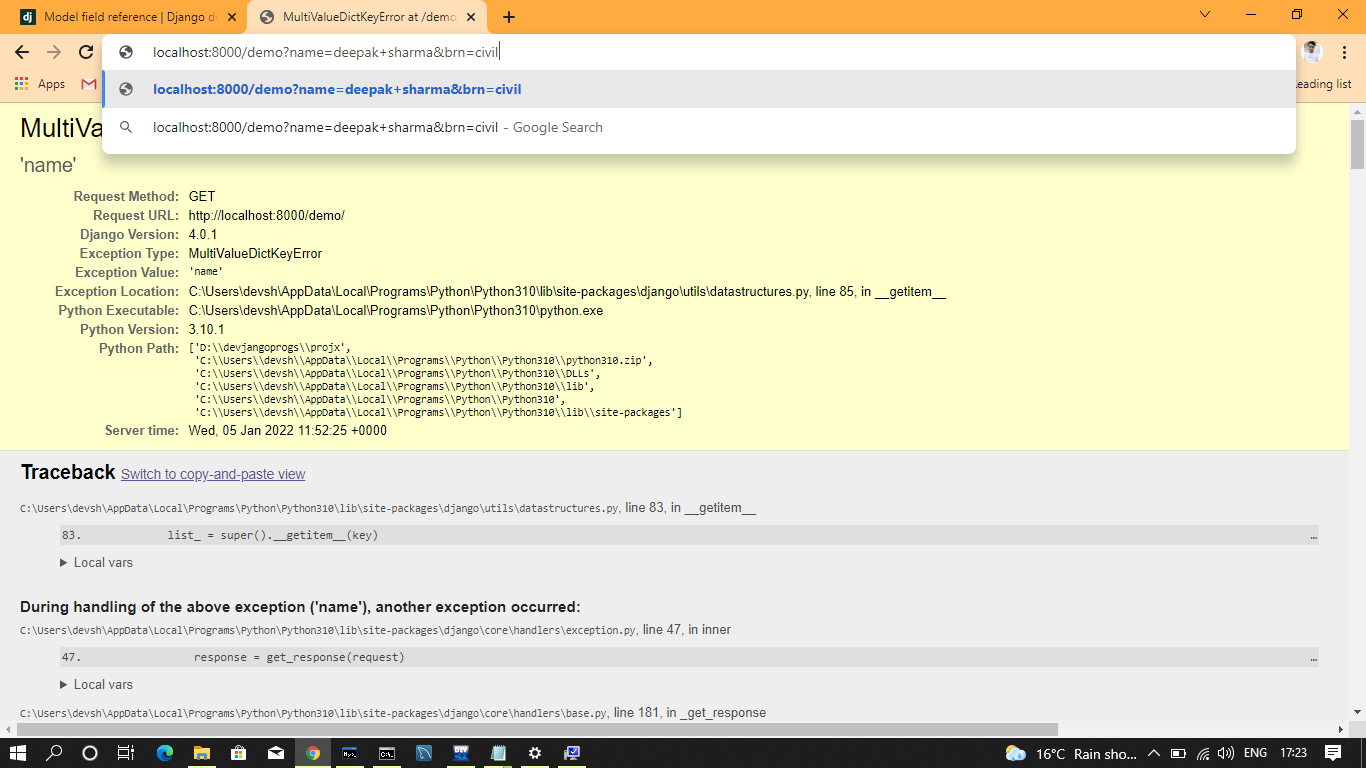 Model field reference | Django do
MultiValueDictKeyError at /demo
localhost:8000/demo?name=deepak+sharma&brn=civil
Apps
eading list
localhost:8000/demo?name=deepak+sharma&brn=civil
localhost:8000/demo?name=deepak+sharma&brn=civil - Google Search
MultiVa
'name'
Request Method: GET
Request URL: http://localhost:8000/demo/
Django Version: 4.0.1
Exception Type: MultiValueDictKeyError
Exception Value: 'name'
Exception Location: C:\Users\devsh\AppData\Local\Programs\Python\Python310\lib\site-packages\django\utils\datastructures.py, line 85, in __getitem__
Python Executable: C:\Users\devsh\AppData\Local\Programs\Python\Python310\python.exe
Python Version: 3.10.1
Python Path: ['D:\\devjangoprogs\\projx',
'C:\\Users\\devsh\\AppData\\Local\\Programs\\Python\\Python310\\python310.zip',
'C:\\Users\\devsh\\AppData\\Local\\Programs\\Python\\Python310\\DLLs',
'C:\\Users\\devsh\\AppData\\Local\\Programs\\Python\\Python310\\lib',
'C:\\Users\\devsh\\AppData\\Local\\Programs\\Python\\Python310',
'C:\\Users\\devsh\\AppData\\Local\\Programs\\Python\\Python310\\lib\\site-packages']
Server time: Wed, 05 Jan 2022 11:52:25 +0000
Traceback Switch to copy-and-paste view
C:\Users\devsh\AppData\Local\Programs\Python\Python310\lib\site-packages\django\utils\datastructures.py, line 83, in __getitem__
83. list_ = super().__getitem__(key)
…
Local vars
During handling of the above exception ('name'), another exception occurred:
C:\Users\devsh\AppData\Local\Programs\Python\Python310\lib\site-packages\django\core\handlers\exception.py, line 47, in inner
47. response = get_response(request)
…
Local vars
C:\Users\devsh\AppData\Local\Programs\Python\Python310\lib\site-packages\django\core\handlers\base.py, line 181, in _get_response
16°C Rain sho... ENG 17:23